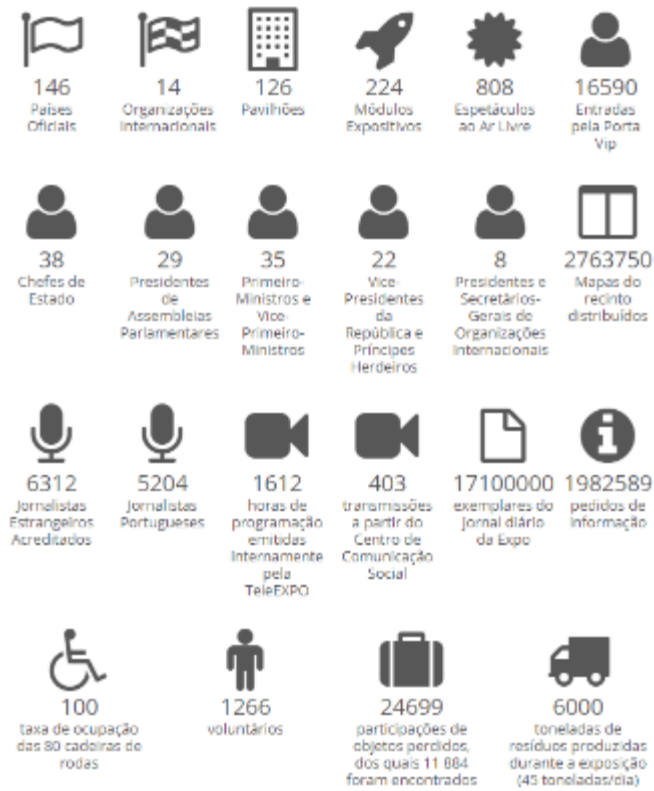 146
Países
Oficiais
14
Organizações
Internacionais
126
Pavilhões
224
Módulos
Expositivos
808
Espetáculos
ao Ar Livre
16590
Entradas
pela Porta
Vip
38
Chefes de
Estado
29
Presidentes
de
Assembleias
Parlamentares
35
Primeiro-
Ministros e
Vice-
Primeiro-
Ministros
22
Vice-
Presidentes
da
República e
Príncipes
Herdeiros
8
Presidentes e
Secretários-
Gerais de
Organizações
Internacionais
2763750
Mapas do
recinto
distribuídos
6312
Jornalistas
Estrangeiros
Acreditados
5204
Jornalistas
Portugueses
1612
horas de
programação
emitidas
internamente
pela
TeleEXPO
403
transmissões
a partir do
Centro de
Comunicação
Social
17100000
exemplares do
jornal diário
da Expo
1982589
pedidos de
informação
100
taxa de ocupação
das 80 cadeiras de
rodas
1266
voluntários
24699
participações de
objetos perdidos,
dos quais 11 884
foram encontrados
6000
toneladas de
resíduos produzidas
durante a exposição
(45 toneladas/dia)